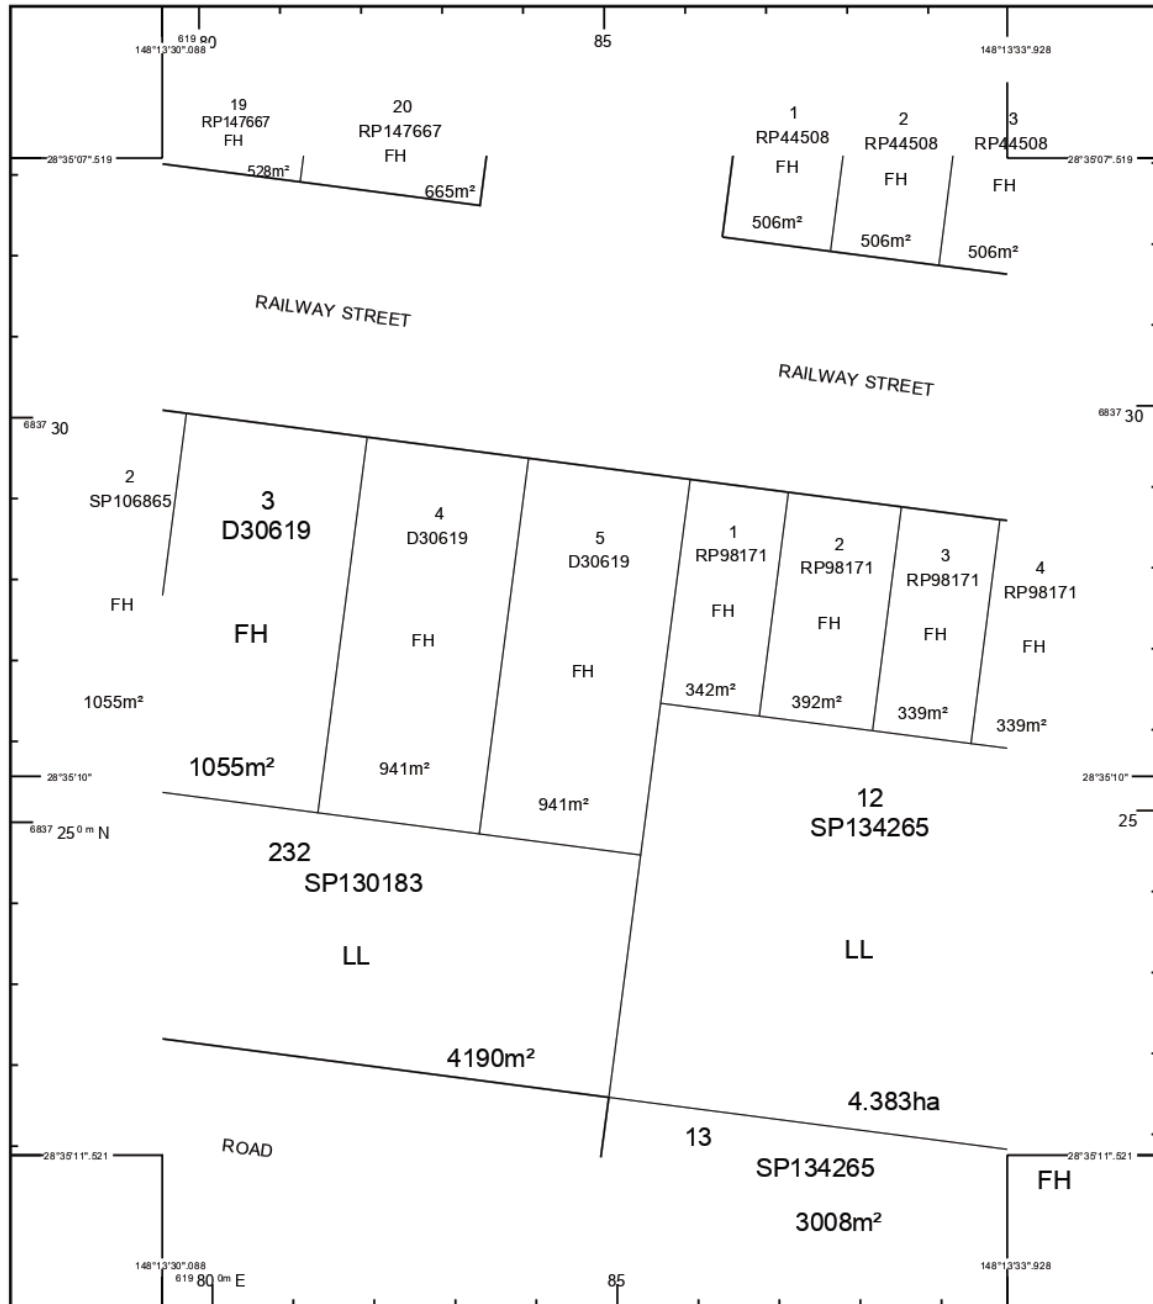 619 80
85
148°13'30".088
148°13'33".928
19
RP147667
FH
528m²
20
RP147667
FH
665m²
1
RP44508
FH
506m²
2
RP44508
FH
506m²
3
RP44508
FH
506m²
28°35'07".519
28°35'07".519
RAILWAY STREET
RAILWAY STREET
6837 30
6837 30
2
SP106865
FH
1055m²
3
D30619
FH
1055m²
4
D30619
FH
941m²
5
D30619
FH
941m²
1
RP98171
FH
342m²
2
RP98171
FH
392m²
3
RP98171
FH
339m²
4
RP98171
FH
339m²
28°35'10"
28°35'10"
6837 25 0 m N
25
232
SP130183
LL
4190m²
12
SP134265
LL
4.383ha
ROAD
13
SP134265
3008m²
28°35'11".521
28°35'11".521
FH
148°13'30".088
148°13'33".928
619 80 0m E
85